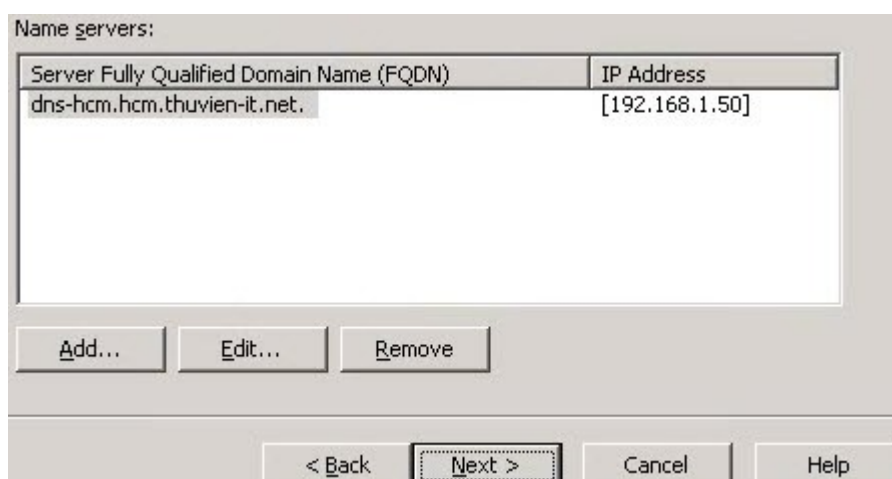 Name servers:
Server Fully Qualified Domain Name (FQDN) IP Address
dns-hcm.hcm.thuvien-it.net. [192.168.1.50]
Add... Edit... Remove
< Back Next > Cancel Help